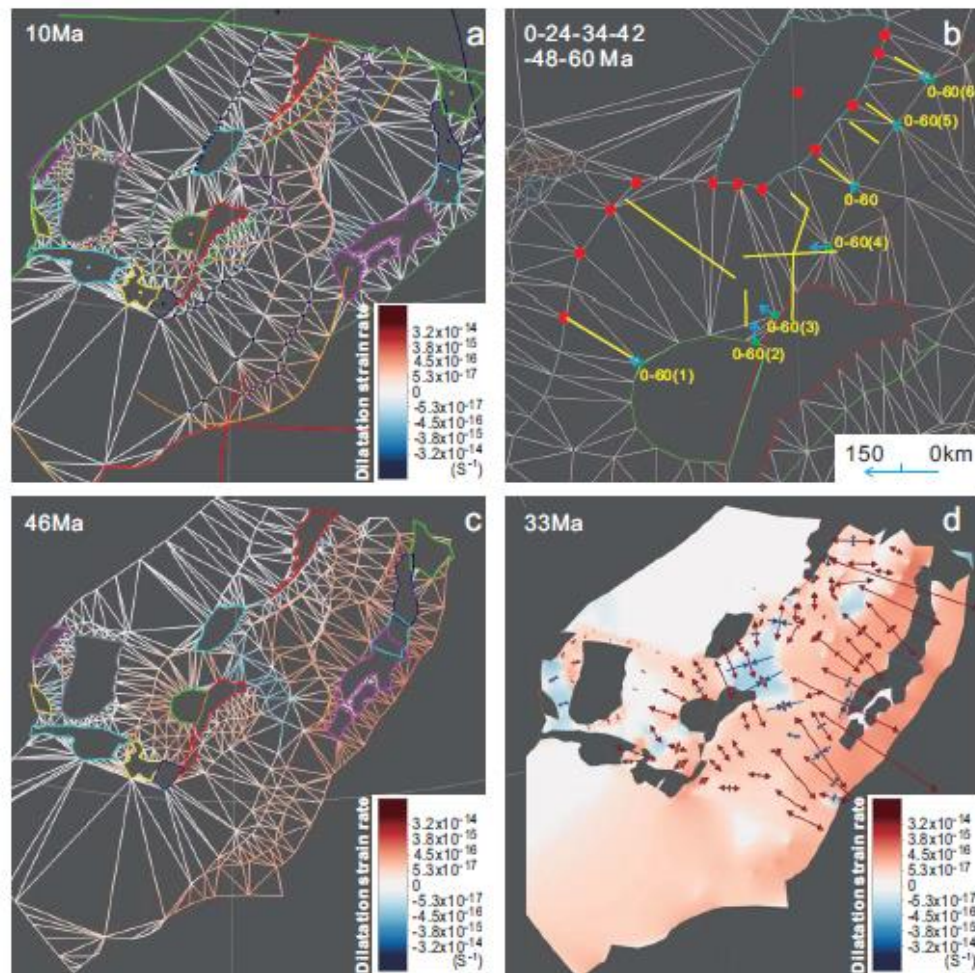 10Ma
a
Dilatation strain rate
3.2x10⁻¹⁴
3.8x10⁻¹⁵
4.5x10⁻¹⁶
5.3x10⁻¹⁷
0
-5.3x10⁻¹⁷
-4.5x10⁻¹⁶
-3.8x10⁻¹⁵
-3.2x10⁻¹⁴
(S⁻¹)
0-24-34-42
-48-60 Ma
b
0-60(6
0-60(5)
0-60
0-60(4)
0-60(3)
0-60(2)
0-60(1)
150 0km
46Ma
c
Dilatation strain rate
3.2x10⁻¹⁴
3.8x10⁻¹⁵
4.5x10⁻¹⁶
5.3x10⁻¹⁷
0
-5.3x10⁻¹⁷
-4.5x10⁻¹⁶
-3.8x10⁻¹⁵
-3.2x10⁻¹⁴
(S⁻¹)
33Ma
d
Dilatation strain rate
3.2x10⁻¹⁴
3.8x10⁻¹⁵
4.5x10⁻¹⁶
5.3x10⁻¹⁷
0
-5.3x10⁻¹⁷
-4.5x10⁻¹⁶
-3.8x10⁻¹⁵
-3.2x10⁻¹⁴
(S⁻¹)